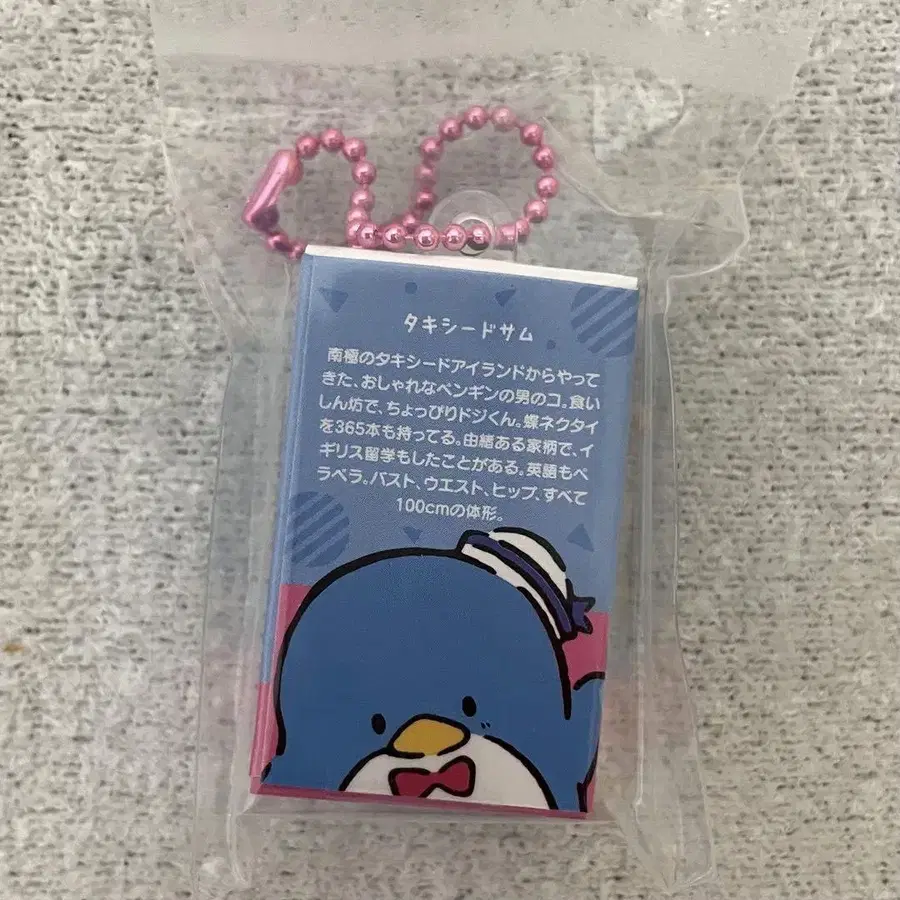 タキシードサム
南極のタキシードアイランドからやって
きた、おしゃれなペンギンの男のコ。食い
しん坊で、ちょっぴりドジくん。蝶ネクタイ
を365本も持ってる。由緒ある家柄で、イ
ギリス留学もしたことがある。英語もペ
ラペラ。バスト、ウエスト、ヒップ、すべて
100cmの体形。